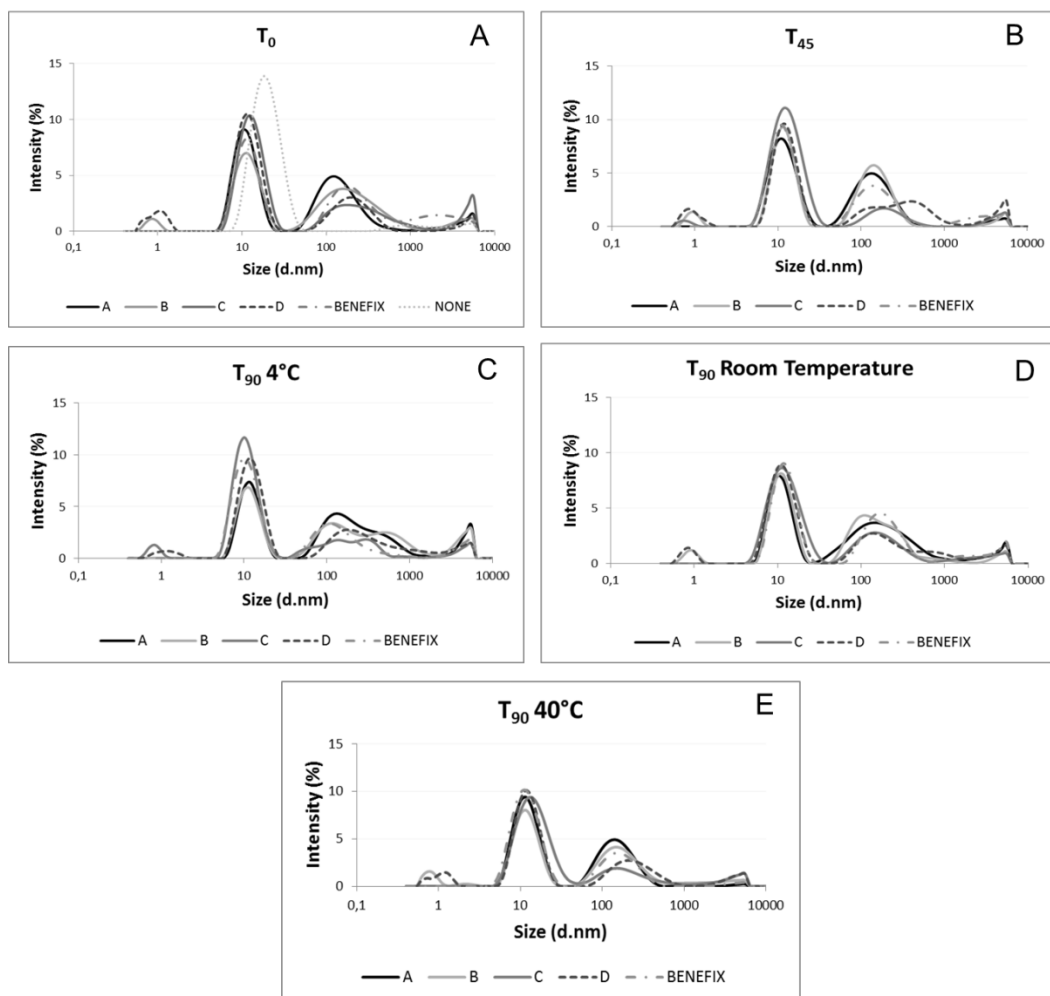 T0
A
15
10
5
0
Intensity (%)
0,1 1 10 100 1000 10000
Size (d.nm)
A B C D BENEFIX NONE
T45
B
15
10
5
0
Intensity (%)
0,1 1 10 100 1000 10000
Size (d.nm)
A B C D BENEFIX
T90 4°C
C
15
10
5
0
Intensity (%)
0,1 1 10 100 1000 10000
Size (d.nm)
A B C D BENEFIX
T90 Room Temperature
D
15
10
5
0
Intensity (%)
0,1 1 10 100 1000 10000
Size (d.nm)
A B C D BENEFIX
T90 40°C
E
15
10
5
0
Intensity (%)
0,1 1 10 100 1000 10000
Size (d.nm)
A B C D BENEFIX